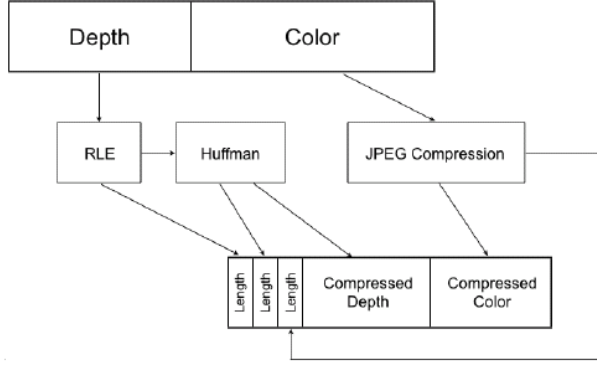 Depth
Color
RLE
Huffman
JPEG Compression
Length
Length
Length
Compressed
Depth
Compressed
Color